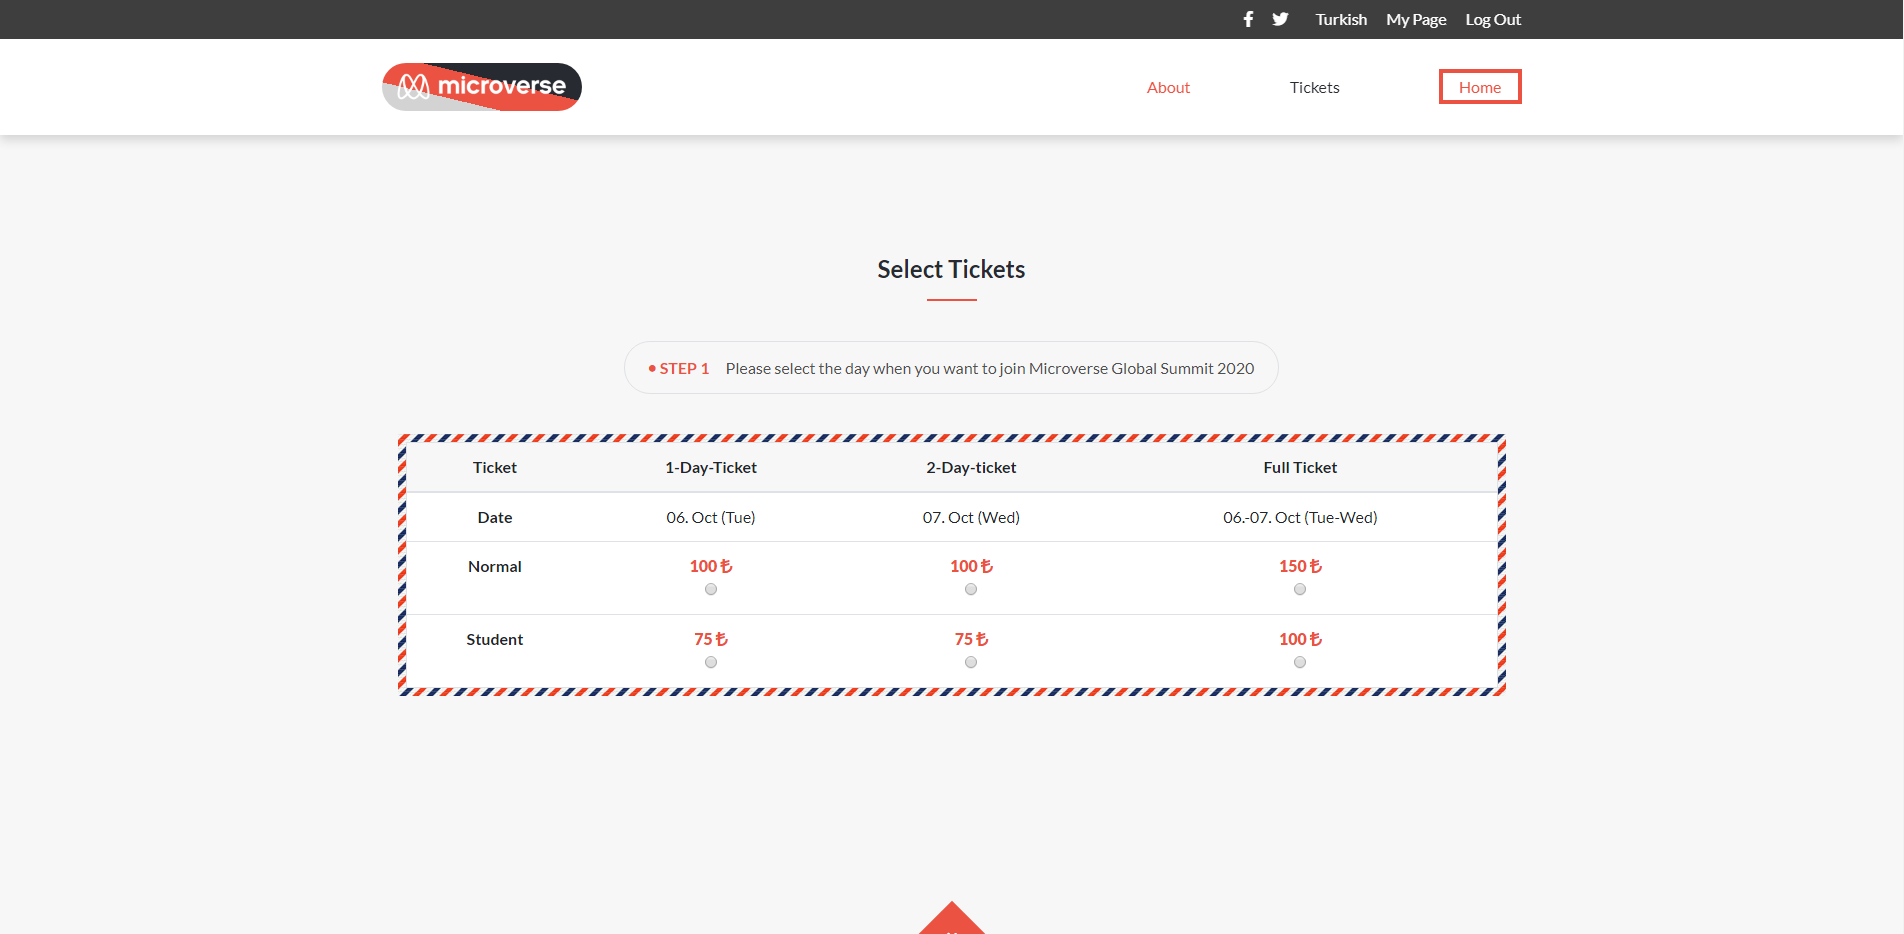 Turkish My Page Log Out
microverse
About Tickets Home
Select Tickets
• STEP 1 Please select the day when you want to join Microverse Global Summit 2020
Ticket 1-Day-Ticket 2-Day-ticket Full Ticket
Date 06. Oct (Tue) 07. Oct (Wed) 06.-07. Oct (Tue-Wed)
Normal 100 ₺ 100 ₺ 150 ₺
Student 75 ₺ 75 ₺ 100 ₺